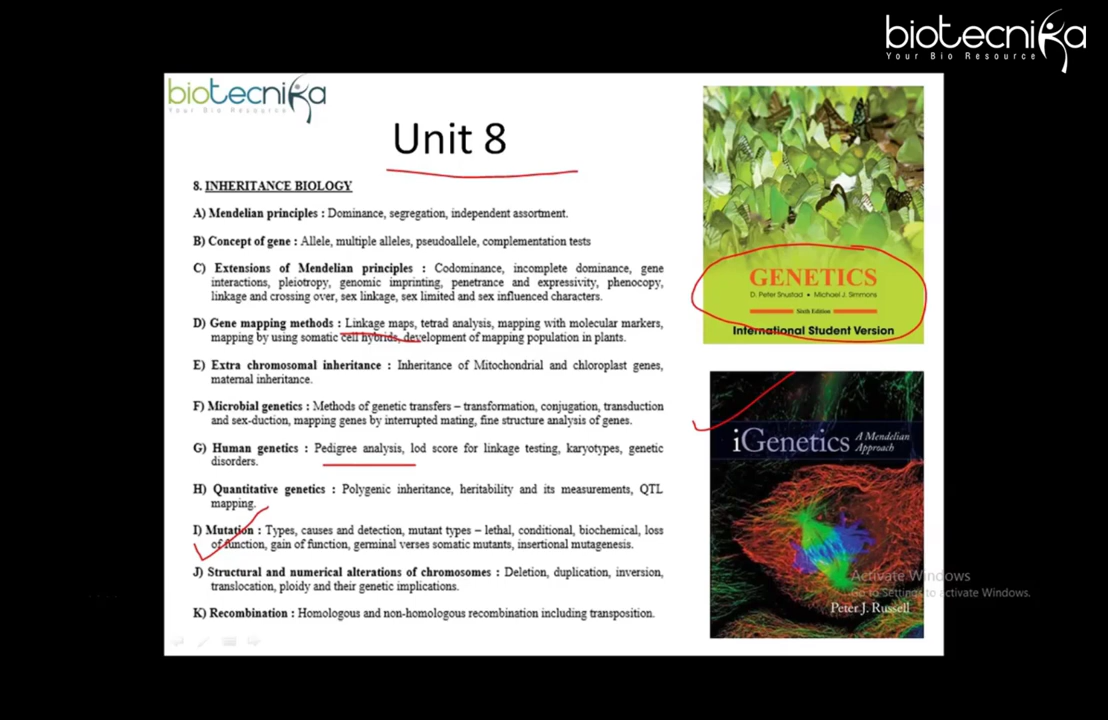 biotecnika
Your Bio Resource
biotecnika
Your Bio Resource
Unit 8
8. INHERITANCE BIOLOGY
A) Mendelian principles : Dominance, segregation, independent assortment.
B) Concept of gene : Allele, multiple alleles, pseudoallele, complementation tests
C) Extensions of Mendelian principles : Codominance, incomplete dominance, gene
interactions, pleiotropy, genomic imprinting, penetrance and expressivity, phenocopy,
linkage and crossing over, sex linkage, sex limited and sex influenced characters.
D) Gene mapping methods : Linkage maps, tetrad analysis, mapping with molecular markers,
mapping by using somatic cell hybrids, development of mapping population in plants.
E) Extra chromosomal inheritance : Inheritance of Mitochondrial and chloroplast genes,
maternal inheritance.
F) Microbial genetics : Methods of genetic transfers – transformation, conjugation, transduction
and sex-duction, mapping genes by interrupted mating, fine structure analysis of genes.
G) Human genetics : Pedigree analysis, lod score for linkage testing, karyotypes, genetic
disorders.
H) Quantitative genetics : Polygenic inheritance, heritability and its measurements, QTL
mapping.
I) Mutation : Types, causes and detection, mutant types – lethal, conditional, biochemical, loss
of function, gain of function, germinal verses somatic mutants, insertional mutagenesis.
J) Structural and numerical alterations of chromosomes : Deletion, duplication, inversion,
translocation, ploidy and their genetic implications.
K) Recombination : Homologous and non-homologous recombination including transposition.
GENETICS
D. Peter Snustad • Michael J. Simmons
Sixth Edition
International Student Version
iGenetics A Mendelian
Approach
Peter J. Russell
Activate Windows
Go to Settings to activate Windows.